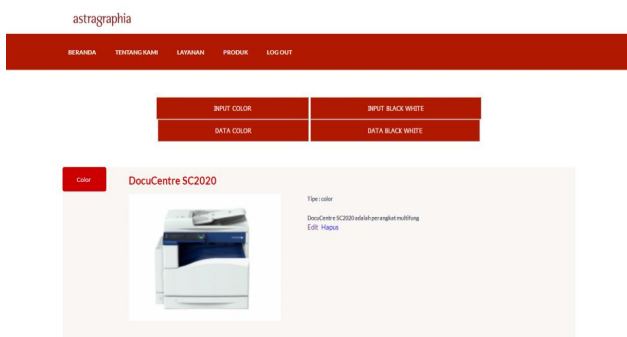 astragraphia
BERANDA TENTANG KAMI LAYANAN PRODUK LOG OUT
INPUT COLOR INPUT BLACK WHITE
DATA COLOR DATA BLACK WHITE
Color DocuCentre SC2020
Tipe : color
DocuCentre SC2020 adalah perangkat multifung
Edit Hapus